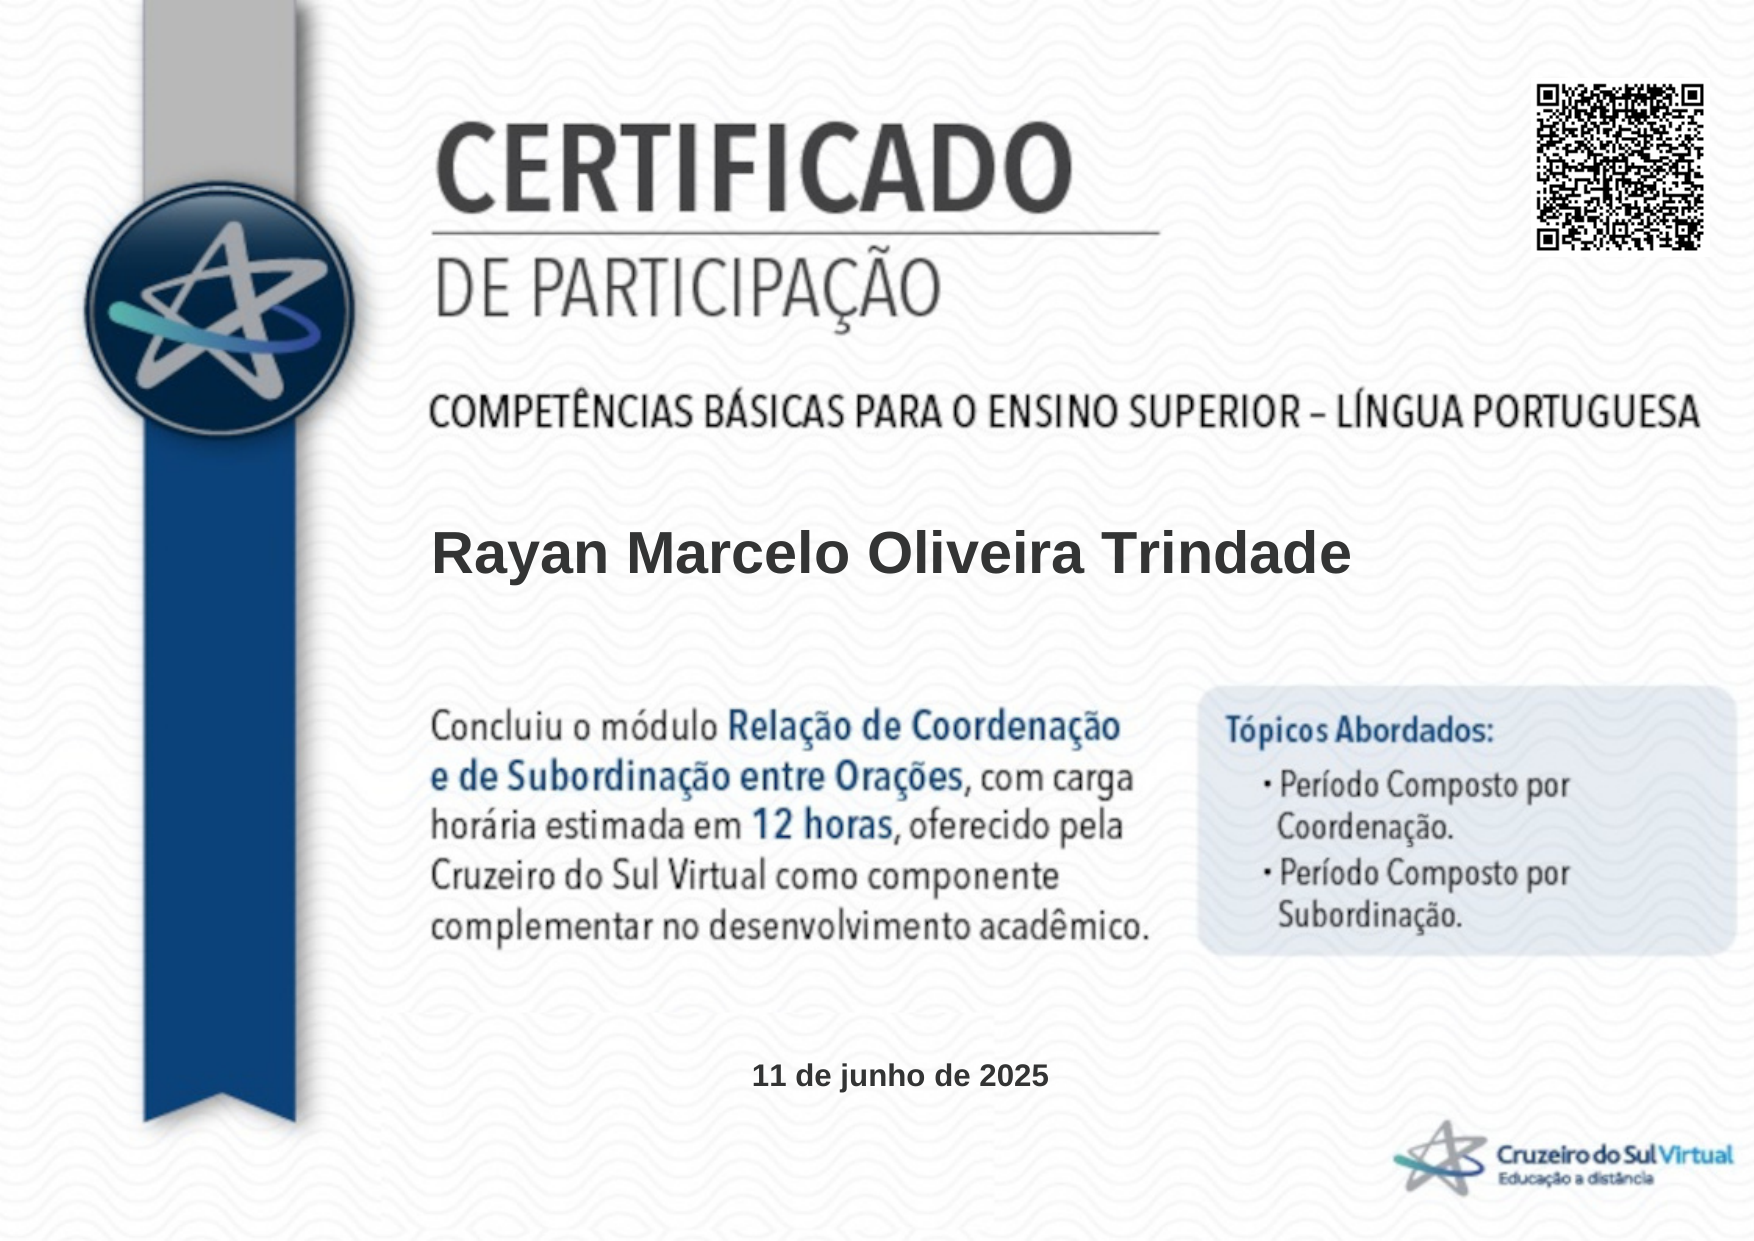 CERTIFICADO
DE PARTICIPAÇÃO
COMPETÊNCIAS BÁSICAS PARA O ENSINO SUPERIOR – LÍNGUA PORTUGUESA
Rayan Marcelo Oliveira Trindade
Concluiu o módulo Relação de Coordenação
e de Subordinação entre Orações, com carga
horária estimada em 12 horas, oferecido pela
Cruzeiro do Sul Virtual como componente
complementar no desenvolvimento acadêmico.
Tópicos Abordados:
• Período Composto por
Coordenação.
• Período Composto por
Subordinação.
11 de junho de 2025
Cruzeiro do Sul Virtual
Educação a distância